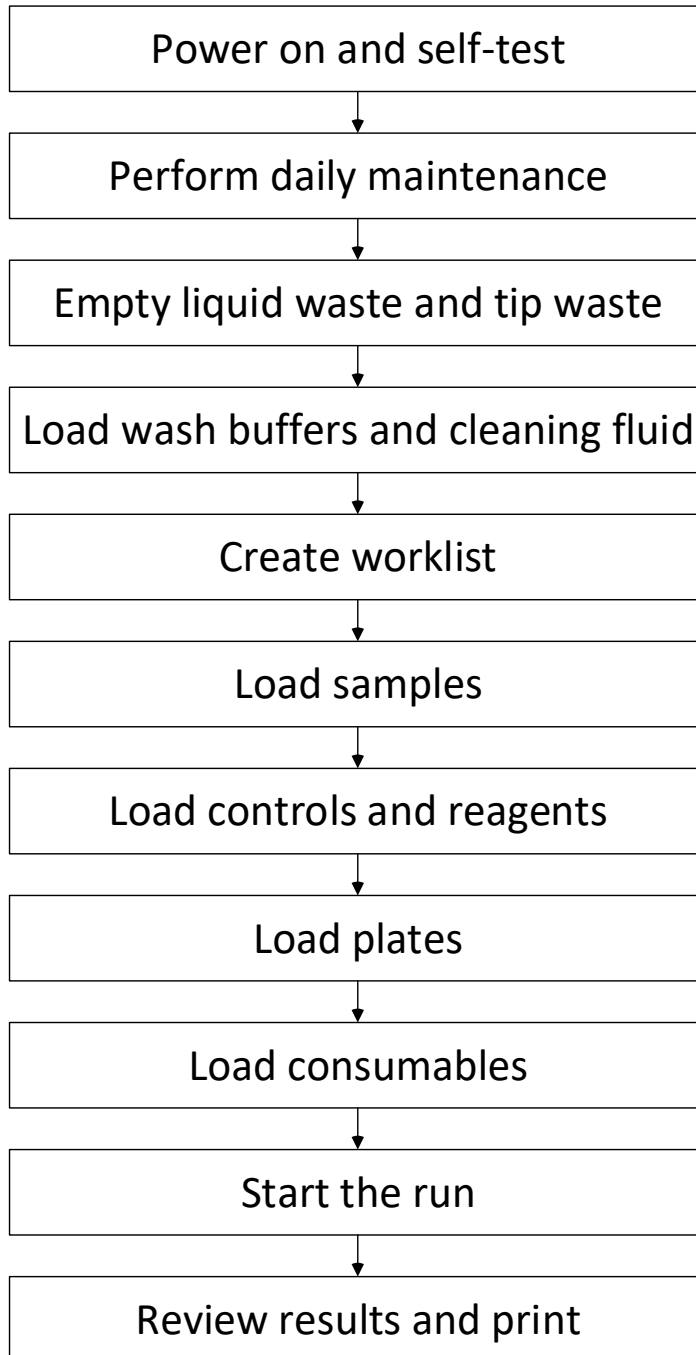 Power on and self-test
Perform daily maintenance
Empty liquid waste and tip waste
Load wash buffers and cleaning fluid
Create worklist
Load samples
Load controls and reagents
Load plates
Load consumables
Start the run
Review results and print